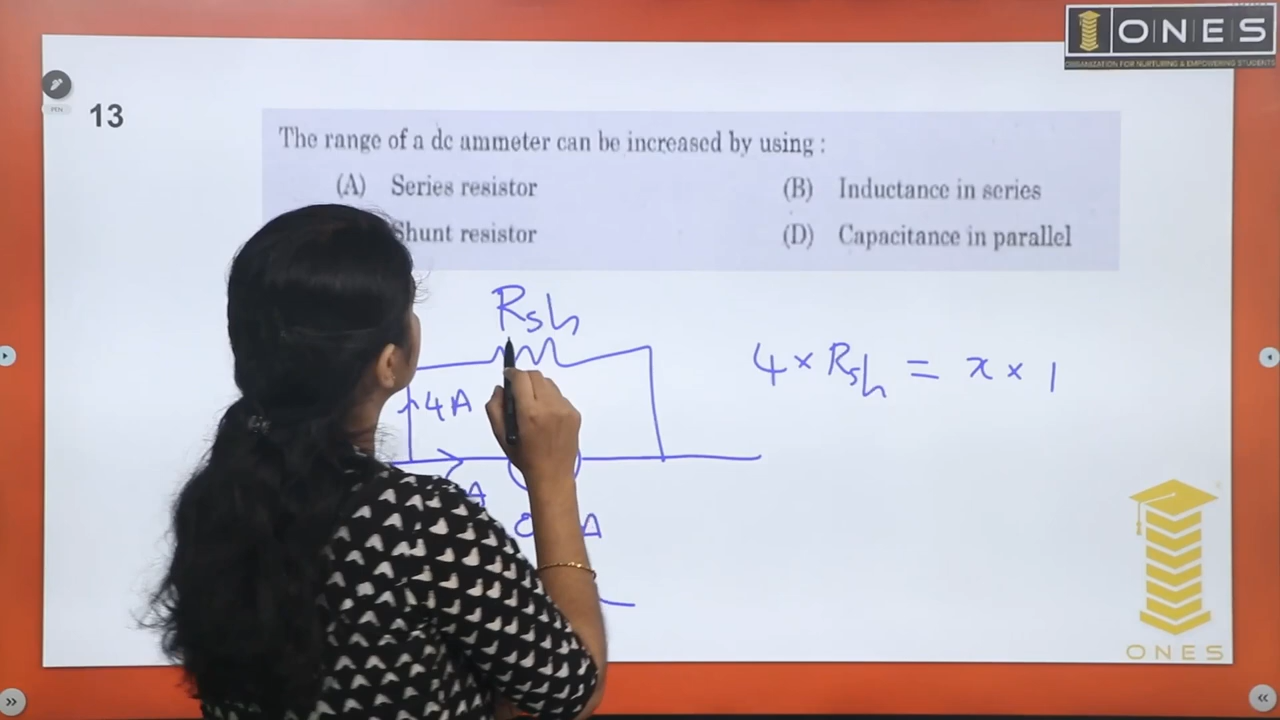 ONES
ORGANIZATION FOR NURTURING & EMPOWERING STUDENTS
PEN
13
The range of a dc ammeter can be increased by using :
(A) Series resistor
(B) Inductance in series
Shunt resistor
(D) Capacitance in parallel
Rsh
4 × Rsh = x × 1
4A
A
A
ONES